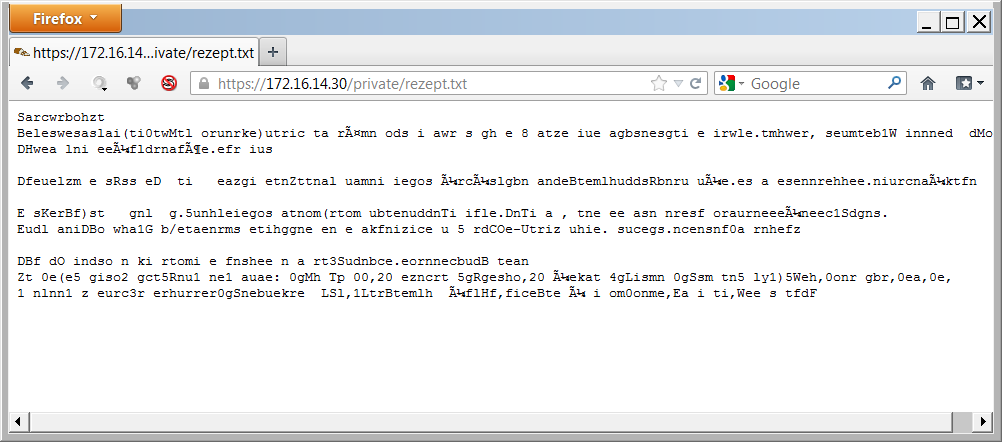 Firefox
https://172.16.14...ivate/rezept.txt
https://172.16.14.30/private/rezept.txt
Google
Sarcwrbohzt
Beleswesaslai(ti0twMtl orunrke)utric ta rÃ¤mn ods i awr s gh e 8 atze iue agbsnesgti e irwle.tmhwer, seumteb1W innned  dMo
DHwea lni eeÃ¼fldrnafÃ¶e.efr ius
Dfeuelzm e sRss eD  ti   eazgi etnZttnal uamni iegos Ã¼rcÃ¼slgbn andeBtemlhuddsRbnru uÃ¼e.es a esennrehhee.niurcnaÃ¼ktfn
E sKerBf)st   gnl  g.5unhleiegos atnom(rtom ubtenuddnTi ifle.DnTi a , tne ee asn nresf oraurneeeÃ¼neec1Sdgns.
Eudl aniDBo wha1G b/etaenrms etihggne en e akfnizice u 5 rdCOe-Utriz uhie. sucegs.ncensnf0a rnhefz
DBf dO indso n ki rtomi e fnshee n a rt3Sudnbce.eornnecbudB tean
Zt 0e(e5 giso2 gct5Rnu1 ne1 auae: 0gMh Tp 00,20 ezncrt 5gRgesho,20 Ã¼ekat 4gLismn 0gSsm tn5 ly1)5Weh,0onr gbr,0ea,0e,
1 nlnn1 z eurc3r erhurrer0gSnebuekre  LSl,1LtrBtemlh  Ã¼flHf,ficeBte Ã¼ i om0onme,Ea i ti,Wee s tfdF